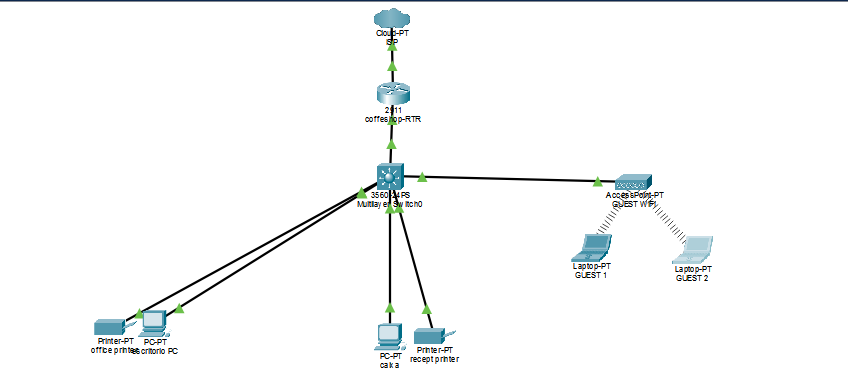 Cloud-PT
ISP
2911
coffeshop-RTR
3560-24PS
Multilayer Switch0
AccessPoint-PT
GUEST WIFI
Laptop-PT
GUEST 1
Laptop-PT
GUEST 2
Printer-PT
office printer
PC-PT
escritorio PC
PC-PT
caixa
Printer-PT
recept printer